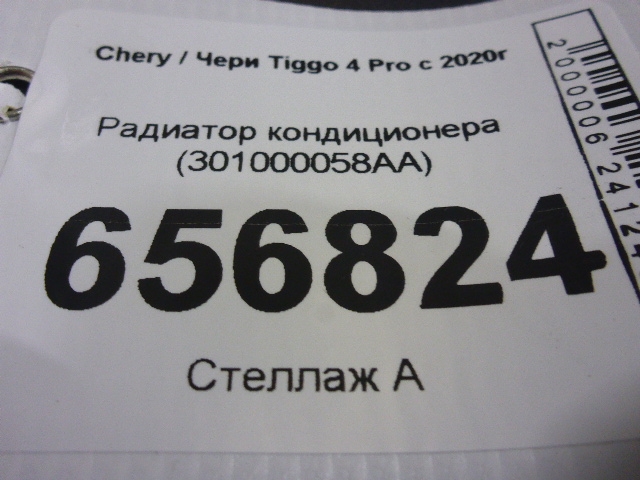 Chery / Чери Tiggo 4 Pro с 2020г
Радиатор кондиционера
(301000058AA)
656824
Стеллаж А